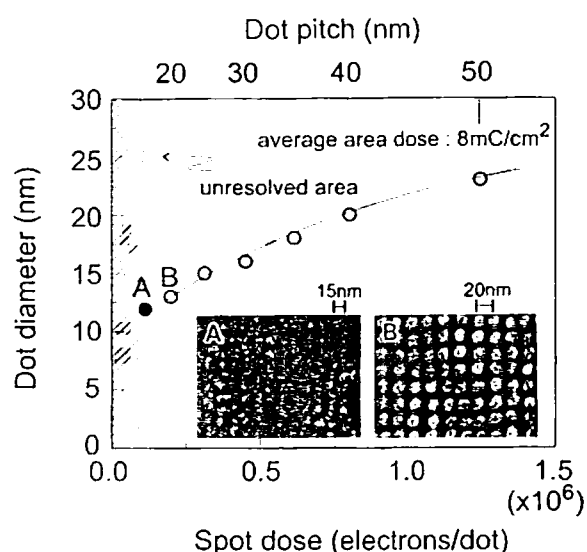 Dot pitch (nm)
20 30 40 50
30
25
20
15
10
5
0
Dot diameter (nm)
average area dose : 8mC/cm²
unresolved area
A B
15nm 20nm
A B
0.0 0.5 1.0 1.5
(x10⁶)
Spot dose (electrons/dot)